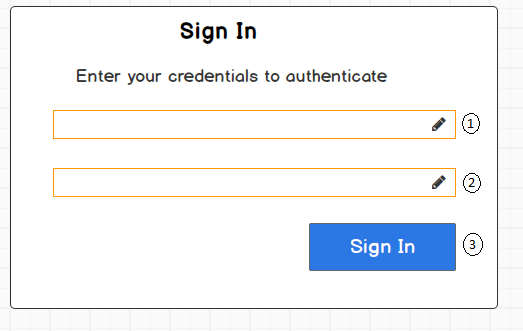 Sign In
Enter your credentials to authenticate
1
2
Sign In 3